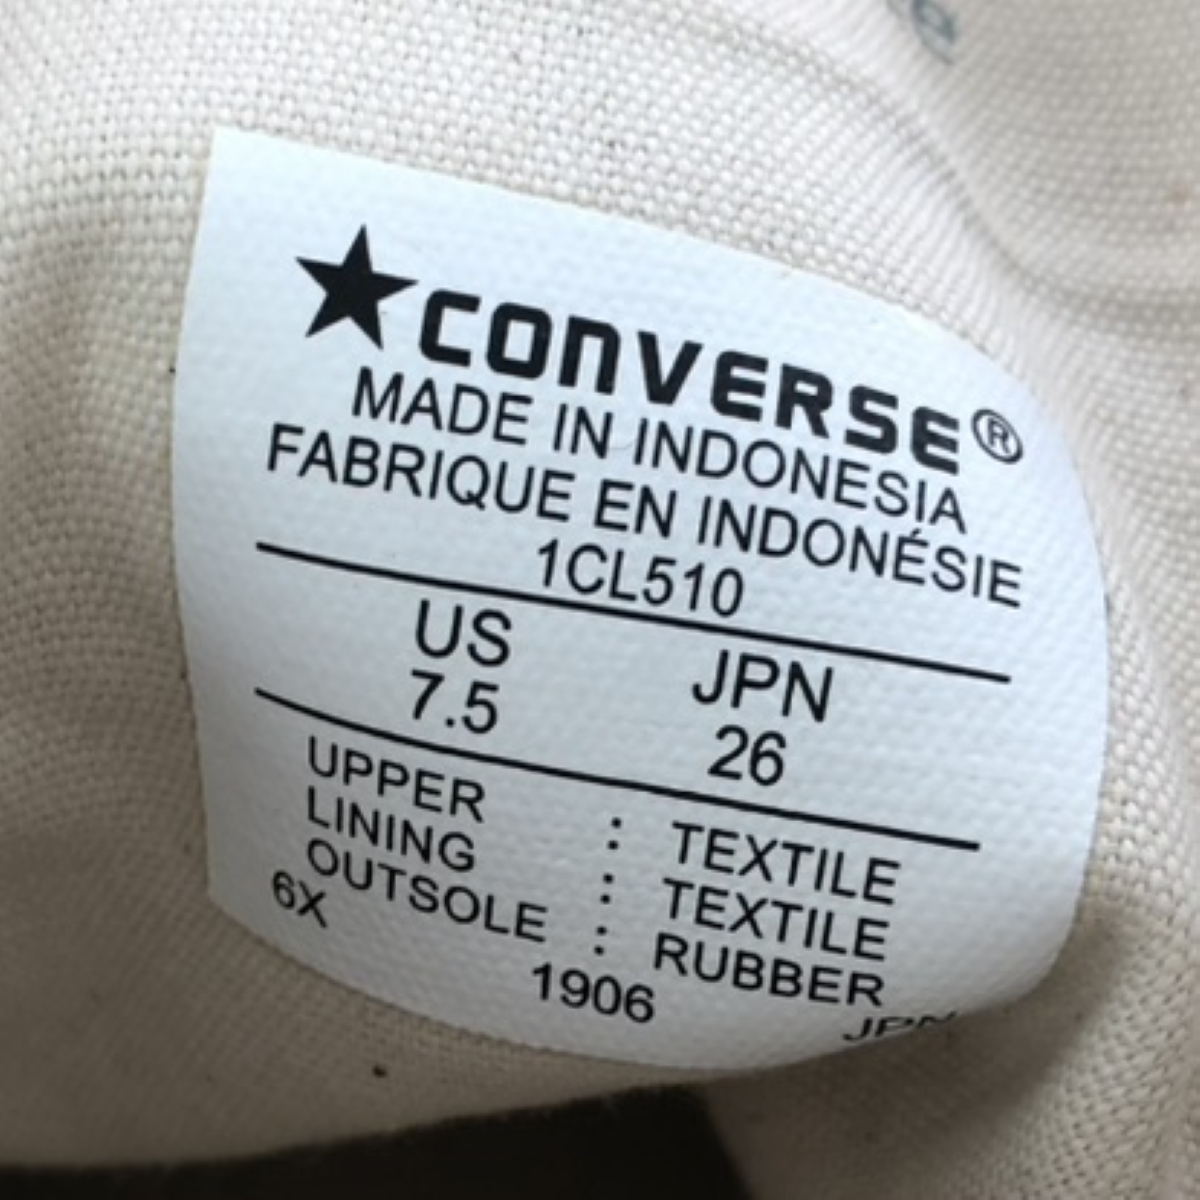 CONVERSE®
MADE IN INDONESIA
FABRIQUE EN INDONÉSIE
1CL510
US JPN
7.5 26
UPPER : TEXTILE
LINING : TEXTILE
OUTSOLE : RUBBER
6X
1906
JPN